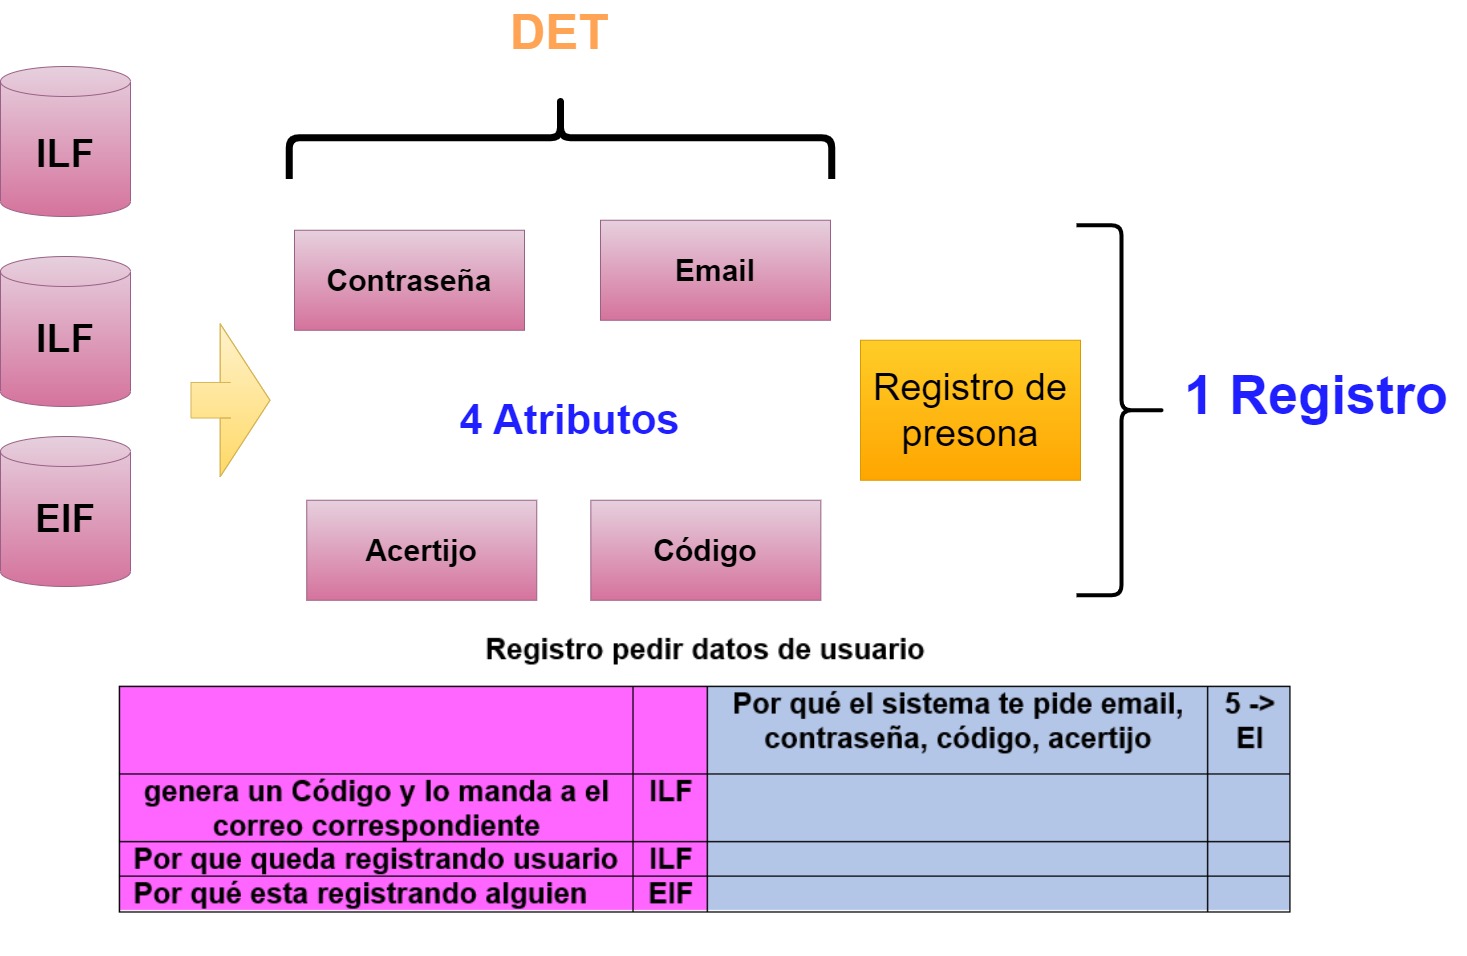 DET
ILF
ILF
EIF
Contraseña
Email
4 Atributos
Acertijo
Código
Registro de
presona
1 Registro
Registro pedir datos de usuario
Por qué el sistema te pide email,
contraseña, código, acertijo
5 ->
EI
genera un Código y lo manda a el
correo correspondiente
ILF
Por que queda registrando usuario
ILF
Por qué esta registrando alguien
EIF